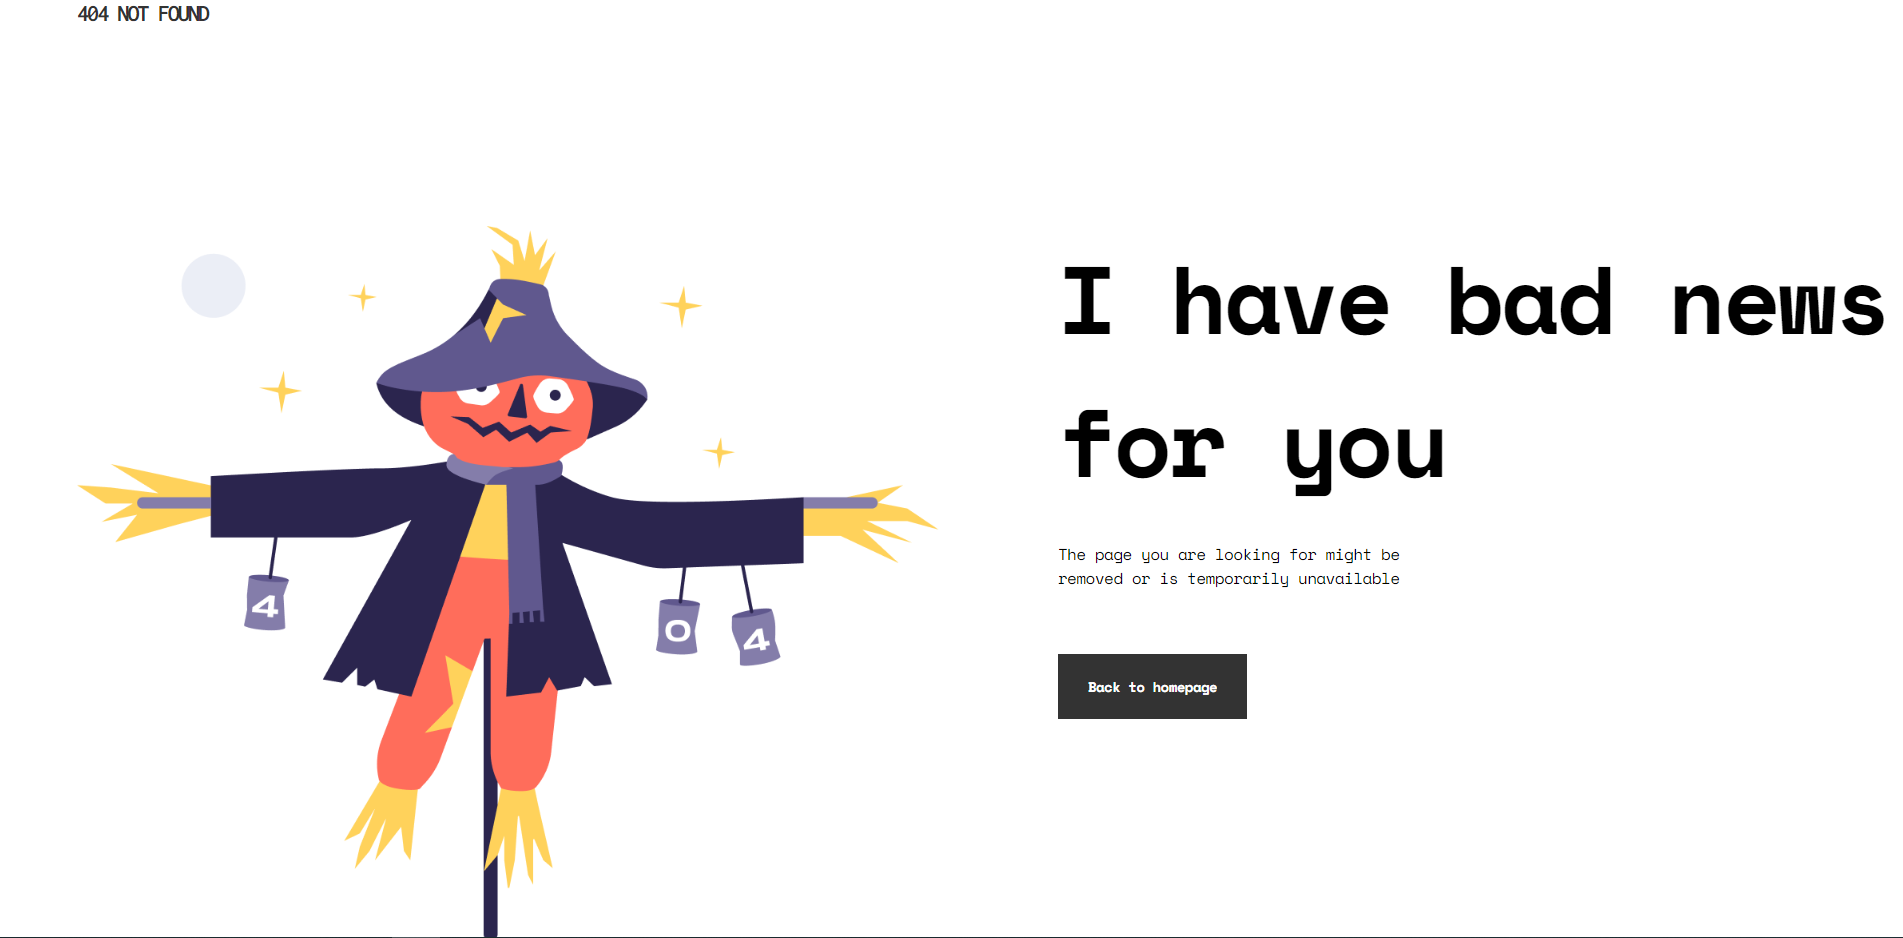 404 NOT FOUND
I have bad news
for you
The page you are looking for might be
removed or is temporarily unavailable
Back to homepage
4
0
4